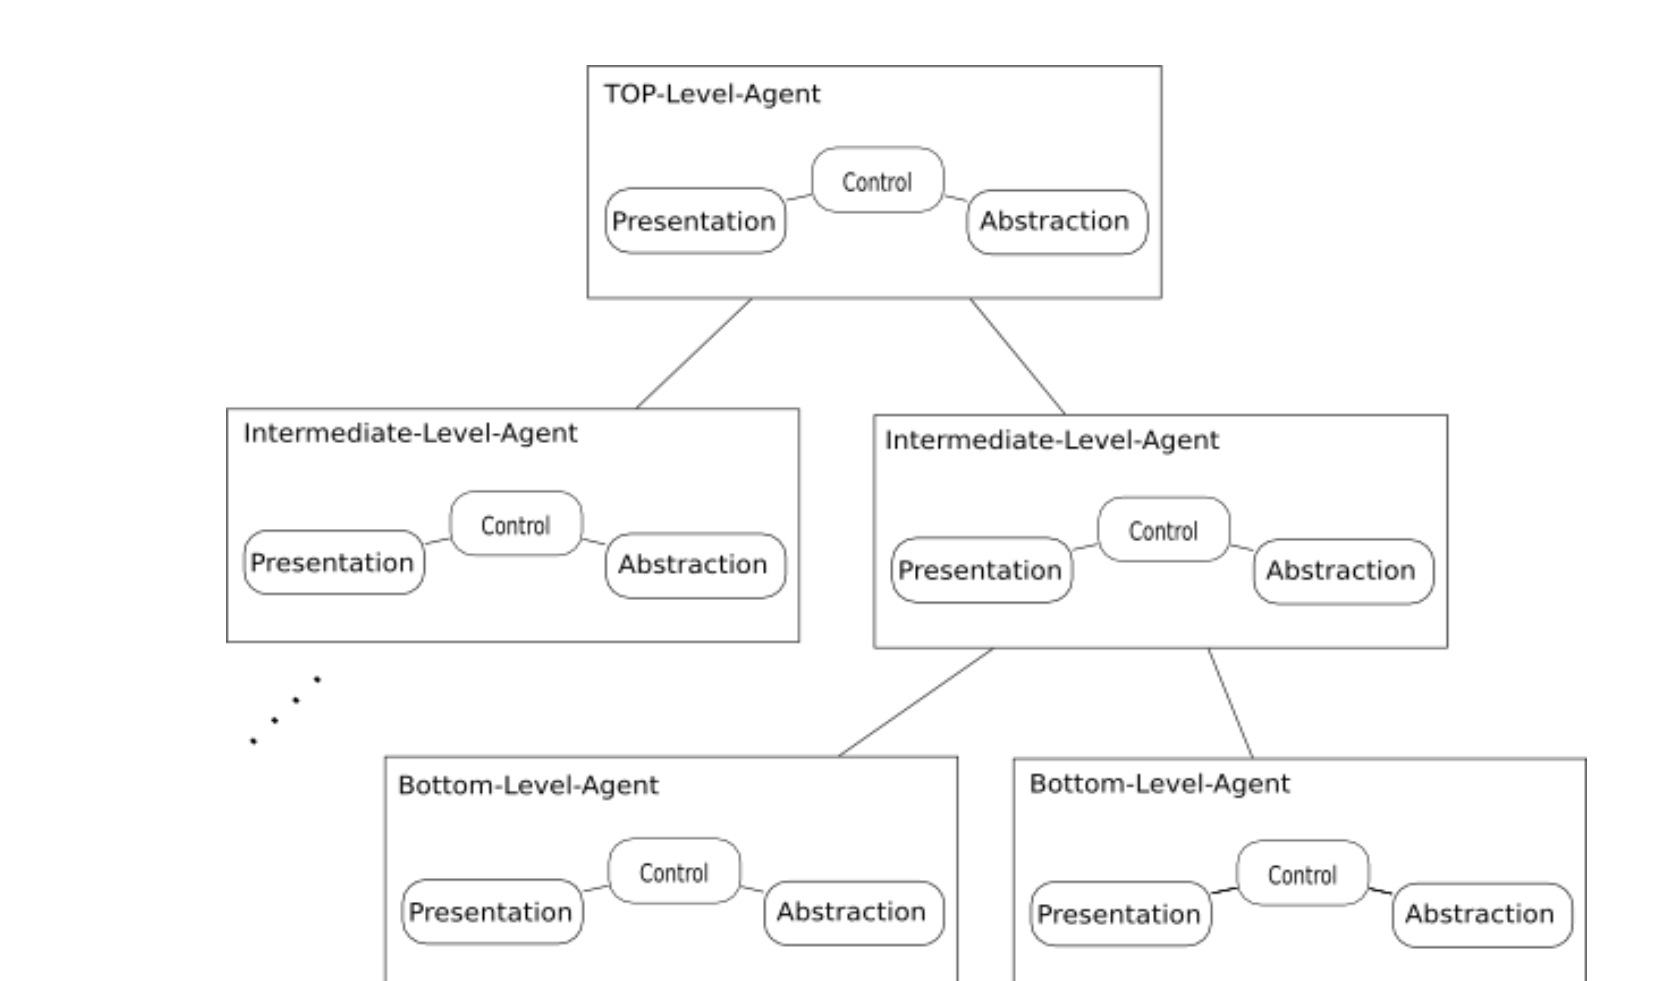 TOP-Level-Agent
Control
Presentation
Abstraction
Intermediate-Level-Agent
Control
Presentation
Abstraction
Intermediate-Level-Agent
Control
Presentation
Abstraction
Bottom-Level-Agent
Control
Presentation
Abstraction
Bottom-Level-Agent
Control
Presentation
Abstraction